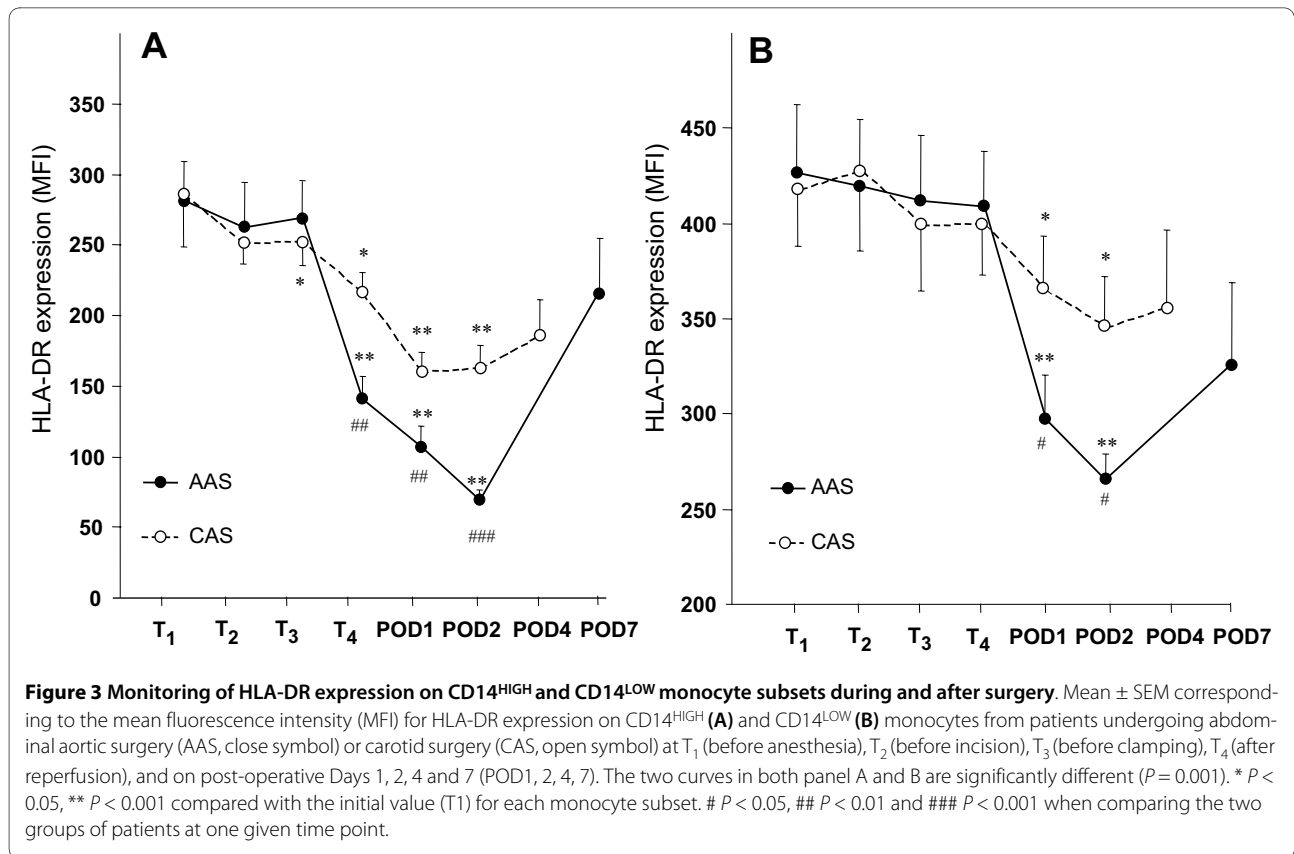 A
350
300
250
200
150
100
50
0
HLA-DR expression (MFI)
*
*
**
**
**
**
**
##
##
###
AAS
CAS
T1 T2 T3 T4 POD1 POD2 POD4 POD7
B
450
400
350
300
250
200
HLA-DR expression (MFI)
*
*
**
**
#
#
AAS
CAS
T1 T2 T3 T4 POD1 POD2 POD4 POD7
Figure 3 Monitoring of HLA-DR expression on CD14HIGH and CD14LOW monocyte subsets during and after surgery. Mean ± SEM correspond-
ing to the mean fluorescence intensity (MFI) for HLA-DR expression on CD14HIGH (A) and CD14LOW (B) monocytes from patients undergoing abdom-
inal aortic surgery (AAS, close symbol) or carotid surgery (CAS, open symbol) at T1 (before anesthesia), T2 (before incision), T3 (before clamping), T4 (after
reperfusion), and on post-operative Days 1, 2, 4 and 7 (POD1, 2, 4, 7). The two curves in both panel A and B are significantly different (P = 0.001). * P <
0.05, ** P < 0.001 compared with the initial value (T1) for each monocyte subset. # P < 0.05, ## P < 0.01 and ### P < 0.001 when comparing the two
groups of patients at one given time point.